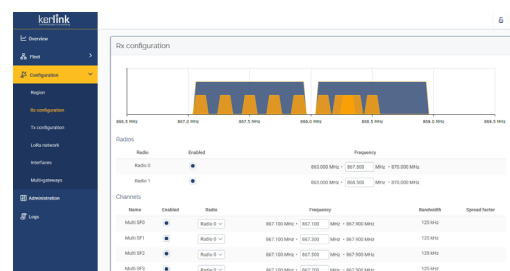 kerlink
Overview
Fleet
Configuration
Region
Rx configuration
Tx configuration
LoRa network
Interfaces
Multi-gateways
Administration
Logs
Rx configuration
866.5 MHz 867.0 MHz 867.5 MHz 868.0 MHz 868.5 MHz 869.0 MHz 869.5 MHz
Radios
Radio Enabled Frequency
Radio 0 863.000 MHz < 867.500 MHz < 870.000 MHz
Radio 1 863.000 MHz < 868.500 MHz < 870.000 MHz
Channels
Name Enabled Radio Frequency Bandwidth Spread factor
Multi SF0 Radio 0 867.100 MHz < 867.100 MHz < 867.900 MHz 125 kHz
Multi SF1 Radio 0 867.100 MHz < 867.300 MHz < 867.900 MHz 125 kHz
Multi SF2 Radio 0 867.100 MHz < 867.500 MHz < 867.900 MHz 125 kHz
Multi SF3 Radio 0 867.100 MHz < 867.700 MHz < 867.900 MHz 125 kHz